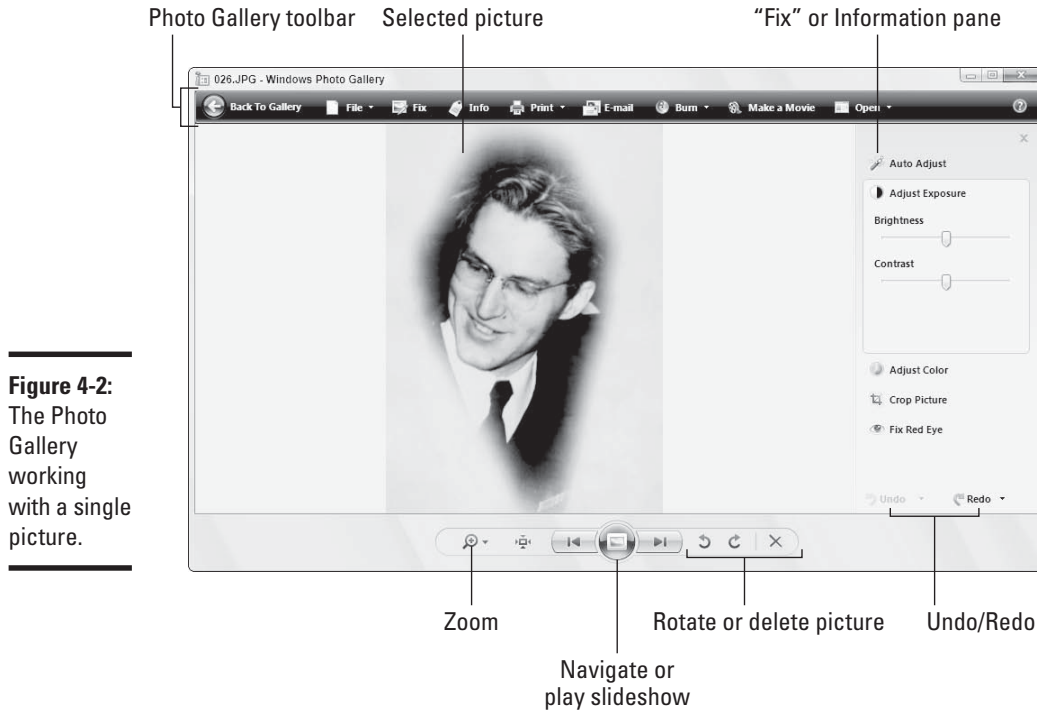 Photo Gallery toolbar Selected picture “Fix” or Information pane
026.JPG - Windows Photo Gallery
Back To Gallery File Fix Info Print E-mail Burn Make a Movie Open
Auto Adjust
Adjust Exposure
Brightness
Contrast
Adjust Color
Crop Picture
Fix Red Eye
Undo Redo
Figure 4-2:
The Photo
Gallery
working
with a single
picture.
Zoom Rotate or delete picture Undo/Redo
Navigate or
play slideshow